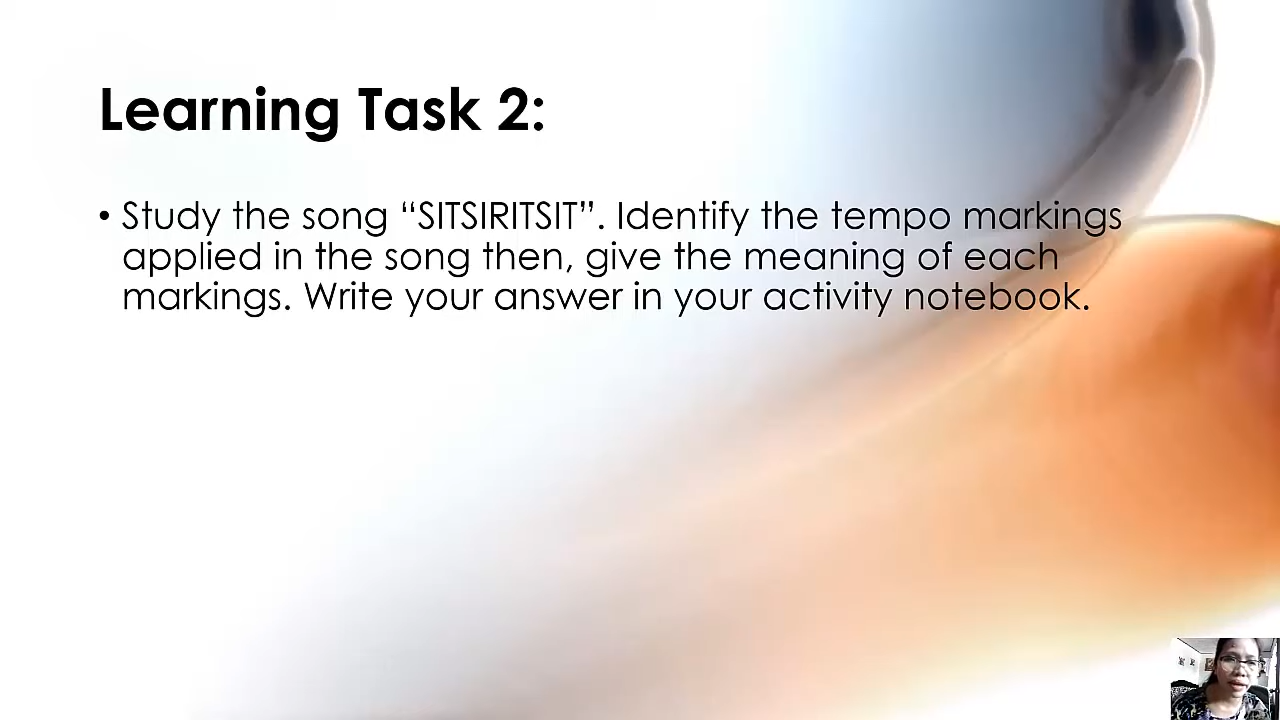 Learning Task 2:
• Study the song “SITSIRITSIT”. Identify the tempo markings
applied in the song then, give the meaning of each
markings. Write your answer in your activity notebook.